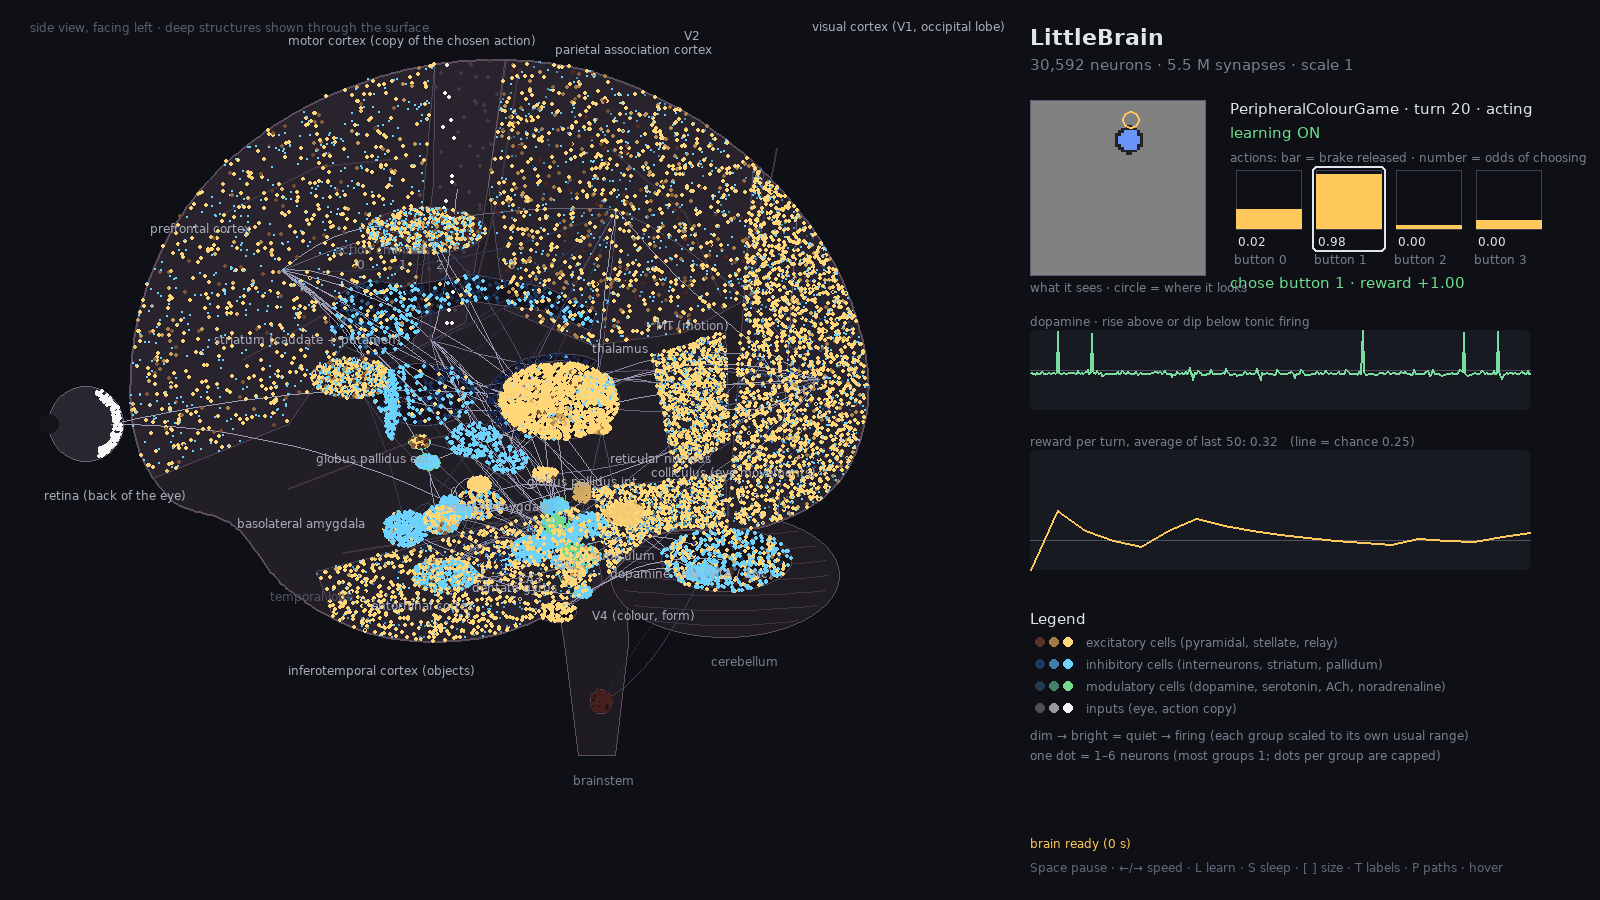 side view, facing left · deep structures shown through the surface
motor cortex (copy of the chosen action)
V2
parietal association cortex
visual cortex (V1, occipital lobe)
prefrontal cortex
striatum (caudate + putamen)
MT (motion)
thalamus
globus pallidus
reticular
colliculus (eye movements)
globus pallidus int
retina (back of the eye)
basolateral amygdala
dopamine
V4 (colour, form)
inferotemporal cortex (objects)
cerebellum
brainstem
LittleBrain
30,592 neurons · 5.5 M synapses · scale 1
PeripheralColourGame · turn 20 · acting
learning ON
actions: bar = brake released · number = odds of choosing
0.02 0.98 0.00 0.00
button 0 button 1 button 2 button 3
chose button 1 · reward +1.00
what it sees · circle = where it looks
dopamine · rise above or dip below tonic firing
reward per turn, average of last 50: 0.32 (line = chance 0.25)
Legend
excitatory cells (pyramidal, stellate, relay)
inhibitory cells (interneurons, striatum, pallidum)
modulatory cells (dopamine, serotonin, ACh, noradrenaline)
inputs (eye, action copy)
dim → bright = quiet → firing (each group scaled to its own usual range)
one dot = 1–6 neurons (most groups 1; dots per group are capped)
brain ready (0 s)
Space pause · ←/→ speed · L learn · S sleep · [ ] size · T labels · P paths · hover